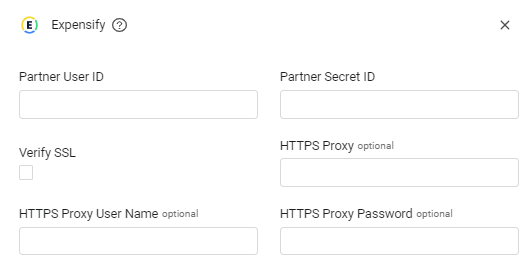 E Expensify ?
Partner User ID
Partner Secret ID
Verify SSL
HTTPS Proxy optional
HTTPS Proxy User Name optional
HTTPS Proxy Password optional